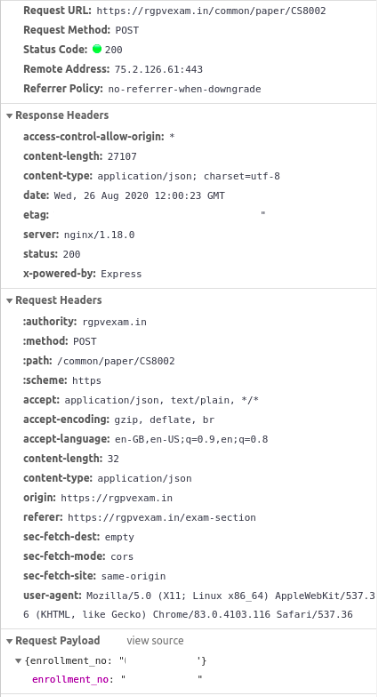 Request URL: https://rgpvexam.in/common/paper/CS8002
Request Method: POST
Status Code: 200
Remote Address: 75.2.126.61:443
Referrer Policy: no-referrer-when-downgrade
Response Headers
access-control-allow-origin: *
content-length: 27107
content-type: application/json; charset=utf-8
date: Wed, 26 Aug 2020 12:00:23 GMT
etag: "
server: nginx/1.18.0
status: 200
x-powered-by: Express
Request Headers
:authority: rgpvexam.in
:method: POST
:path: /common/paper/CS8002
:scheme: https
accept: application/json, text/plain, */*
accept-encoding: gzip, deflate, br
accept-language: en-GB,en-US;q=0.9,en;q=0.8
content-length: 32
content-type: application/json
origin: https://rgpvexam.in
referer: https://rgpvexam.in/exam-section
sec-fetch-dest: empty
sec-fetch-mode: cors
sec-fetch-site: same-origin
user-agent: Mozilla/5.0 (X11; Linux x86_64) AppleWebKit/537.3
6 (KHTML, like Gecko) Chrome/83.0.4103.116 Safari/537.36
Request Payload view source
{enrollment_no: " '}
enrollment_no: " "